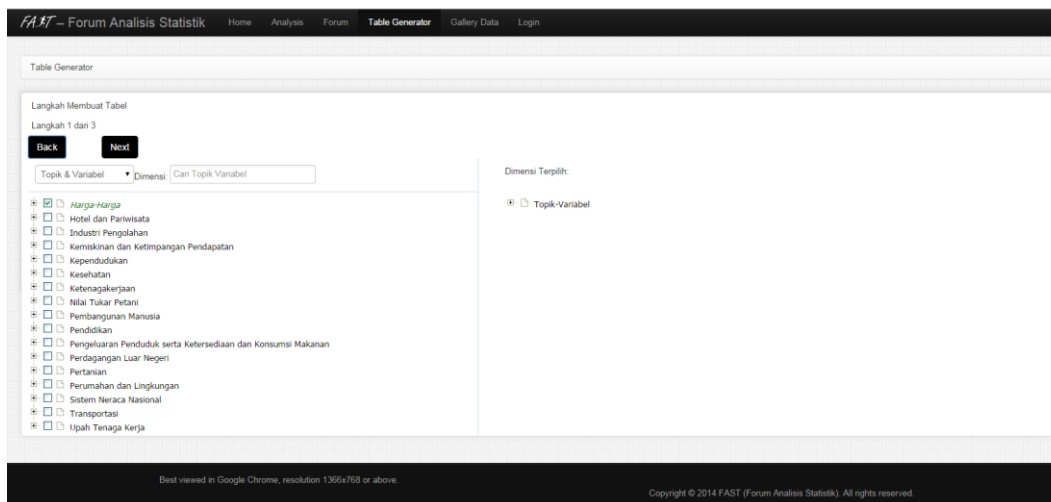 FAST – Forum Analisis Statistik Home Analysis Forum Table Generator Gallery Data Login
Table Generator
Langkah Membuat Tabel
Langkah 1 dari 3
Back Next
Topik & Variabel Dimensi: Cari Topik Variabel
Dimensi Terpilih:
Harga-Harga
Hotel dan Pariwisata
Industri Pengolahan
Kemiskinan dan Ketimpangan Pendapatan
Kependudukan
Kesehatan
Ketenagakerjaan
Nilai Tukar Petani
Pembangunan Manusia
Pendidikan
Pengeluaran Penduduk serta Ketersediaan dan Konsumsi Makanan
Perdagangan Luar Negeri
Pertanian
Perumahan dan Lingkungan
Sistem Neraca Nasional
Transportasi
Upah Tenaga Kerja
Topik-Variabel
Best viewed in Google Chrome, resolution 1366x768 or above.
Copyright © 2014 FAST (Forum Analisis Statistik). All rights reserved.